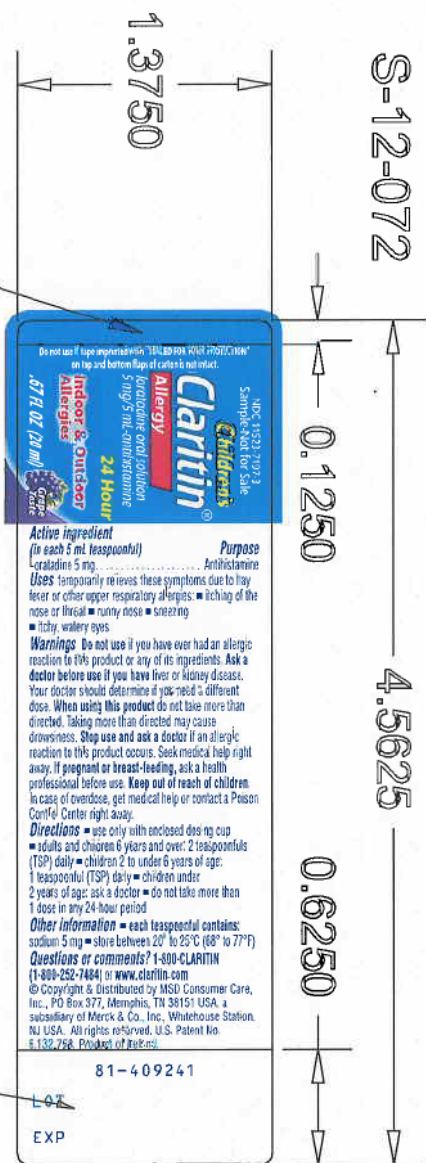 S-12-072
1.3750
0.1250
4.5625
0.6250
NDC 11523-7197-3
Sample-Not for Sale
Children's
Claritin®
Allergy
loratadine oral solution
5 mg/5 mL-antihistamine
24 Hour
Indoor & Outdoor
Allergies
.67 FL OZ (20 ml)
Grape
Taste
Do not use if tape imprinted with "SEALED FOR YOUR PROTECTION"
on top and bottom flaps of carton is not intact.
Active ingredient
(in each 5 mL teaspoonful) Purpose
Loratadine 5 mg..................... Antihistamine
Uses temporarily relieves these symptoms due to hay
fever or other upper respiratory allergies: ▪ itching of the
nose or throat ▪ runny nose ▪ sneezing
▪ itchy, watery eyes
Warnings Do not use if you have ever had an allergic
reaction to this product or any of its ingredients. Ask a
doctor before use if you have liver or kidney disease.
Your doctor should determine if you need a different
dose. When using this product do not take more than
directed. Taking more than directed may cause
drowsiness. Stop use and ask a doctor if an allergic
reaction to this product occurs. Seek medical help right
away. If pregnant or breast-feeding, ask a health
professional before use. Keep out of reach of children.
In case of overdose, get medical help or contact a Poison
Control Center right away.
Directions ▪ use only with enclosed dosing cup
▪ adults and children 6 years and over: 2 teaspoonfuls
(TSP) daily ▪ children 2 to under 6 years of age:
1 teaspoonful (TSP) daily ▪ children under
2 years of age: ask a doctor ▪ do not take more than
1 dose in any 24-hour period
Other information ▪ each teaspoonful contains:
sodium 5 mg ▪ store between 20° to 25°C (68° to 77°F)
Questions or comments? 1-800-CLARITIN
(1-800-252-7484) or www.claritin.com
© Copyright & Distributed by MSD Consumer Care,
Inc., PO Box 377, Memphis, TN 38151 USA, a
subsidiary of Merck & Co., Inc., Whitehouse Station,
NJ USA. All rights reserved. U.S. Patent No.
6,132,758. Product of Ireland.
81-409241
LOT
EXP